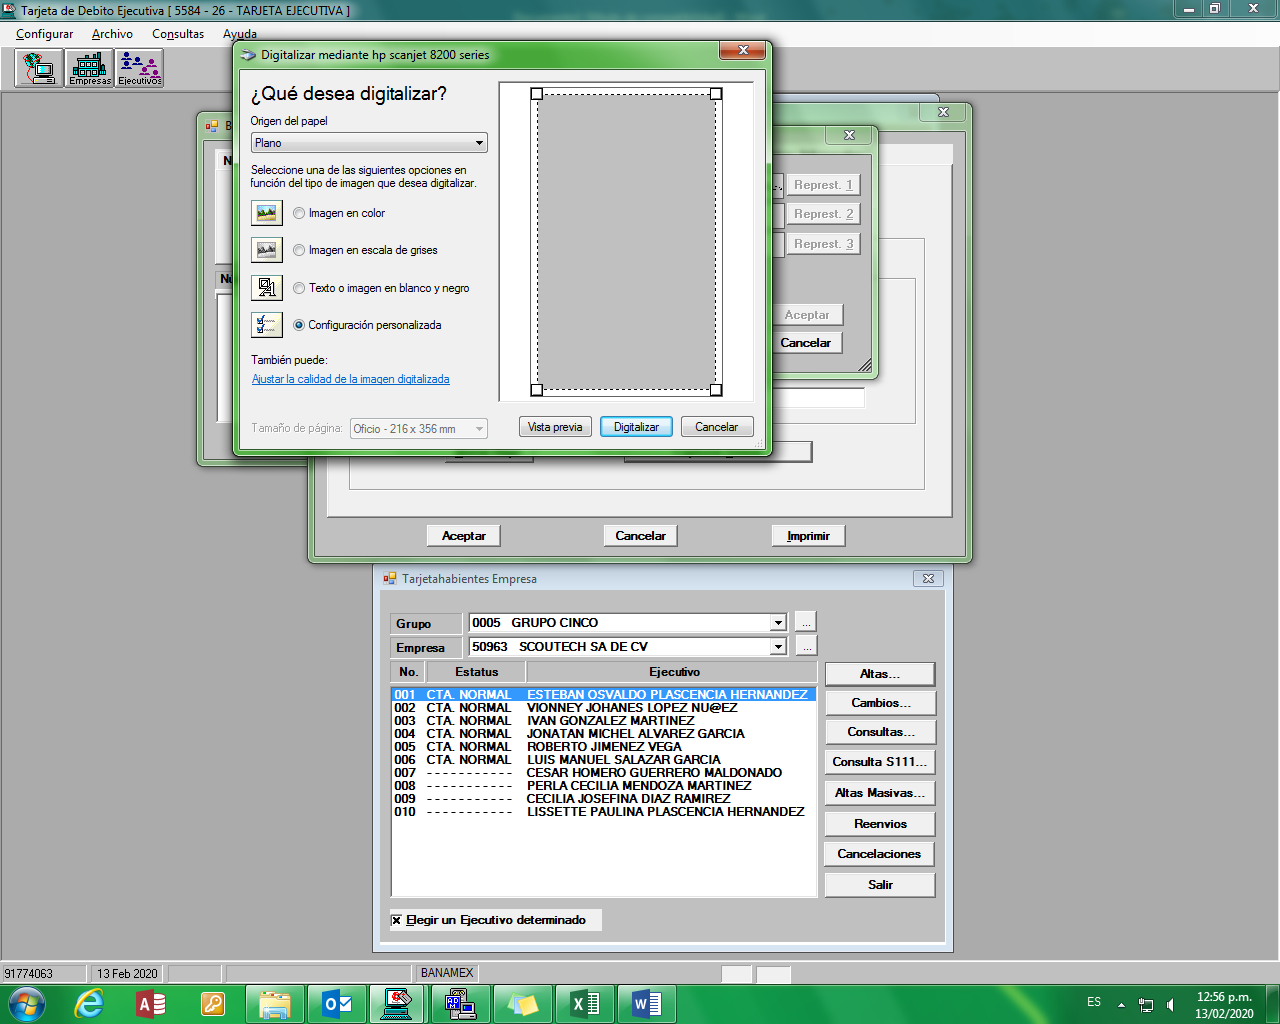 Tarjeta de Debito Ejecutiva [ 5584 - 26 - TARJETA EJECUTIVA ]
Configurar Archivo Consultas Ayuda
Empresas Ejecutivos
Digitalizar mediante hp scanjet 8200 series
¿Qué desea digitalizar?
Origen del papel
Plano
Seleccione una de las siguientes opciones en
función del tipo de imagen que desea digitalizar.
Imagen en color
Imagen en escala de grises
Texto o imagen en blanco y negro
Configuración personalizada
También puede:
Ajustar la calidad de la imagen digitalizada
Tamaño de página: Oficio - 216 x 356 mm
Vista previa Digitalizar Cancelar
Represt. 1
Represt. 2
Represt. 3
Aceptar
Cancelar
Aceptar Cancelar Imprimir
Tarjetahabientes Empresa
Grupo 0005 GRUPO CINCO ...
Empresa 50963 SCOUTECH SA DE CV ...
No. Estatus Ejecutivo
001 CTA. NORMAL ESTEBAN OSVALDO PLASCENCIA HERNANDEZ
002 CTA. NORMAL VIONNEY JOHANES LOPEZ NU@EZ
003 CTA. NORMAL IVAN GONZALEZ MARTINEZ
004 CTA. NORMAL JONATAN MICHEL ALVAREZ GARCIA
005 CTA. NORMAL ROBERTO JIMENEZ VEGA
006 CTA. NORMAL LUIS MANUEL SALAZAR GARCIA
007 - - - - - - - - - - - CESAR HOMERO GUERRERO MALDONADO
008 - - - - - - - - - - - PERLA CECILIA MENDOZA MARTINEZ
009 - - - - - - - - - - - CECILIA JOSEFINA DIAZ RAMIREZ
010 - - - - - - - - - - - LISSETTE PAULINA PLASCENCIA HERNANDEZ
Altas...
Cambios...
Consultas...
Consulta S111...
Altas Masivas...
Reenvios
Cancelaciones
Salir
Elegir un Ejecutivo determinado
91774063 13 Feb 2020 BANAMEX
ES 12:56 p.m.
13/02/2020